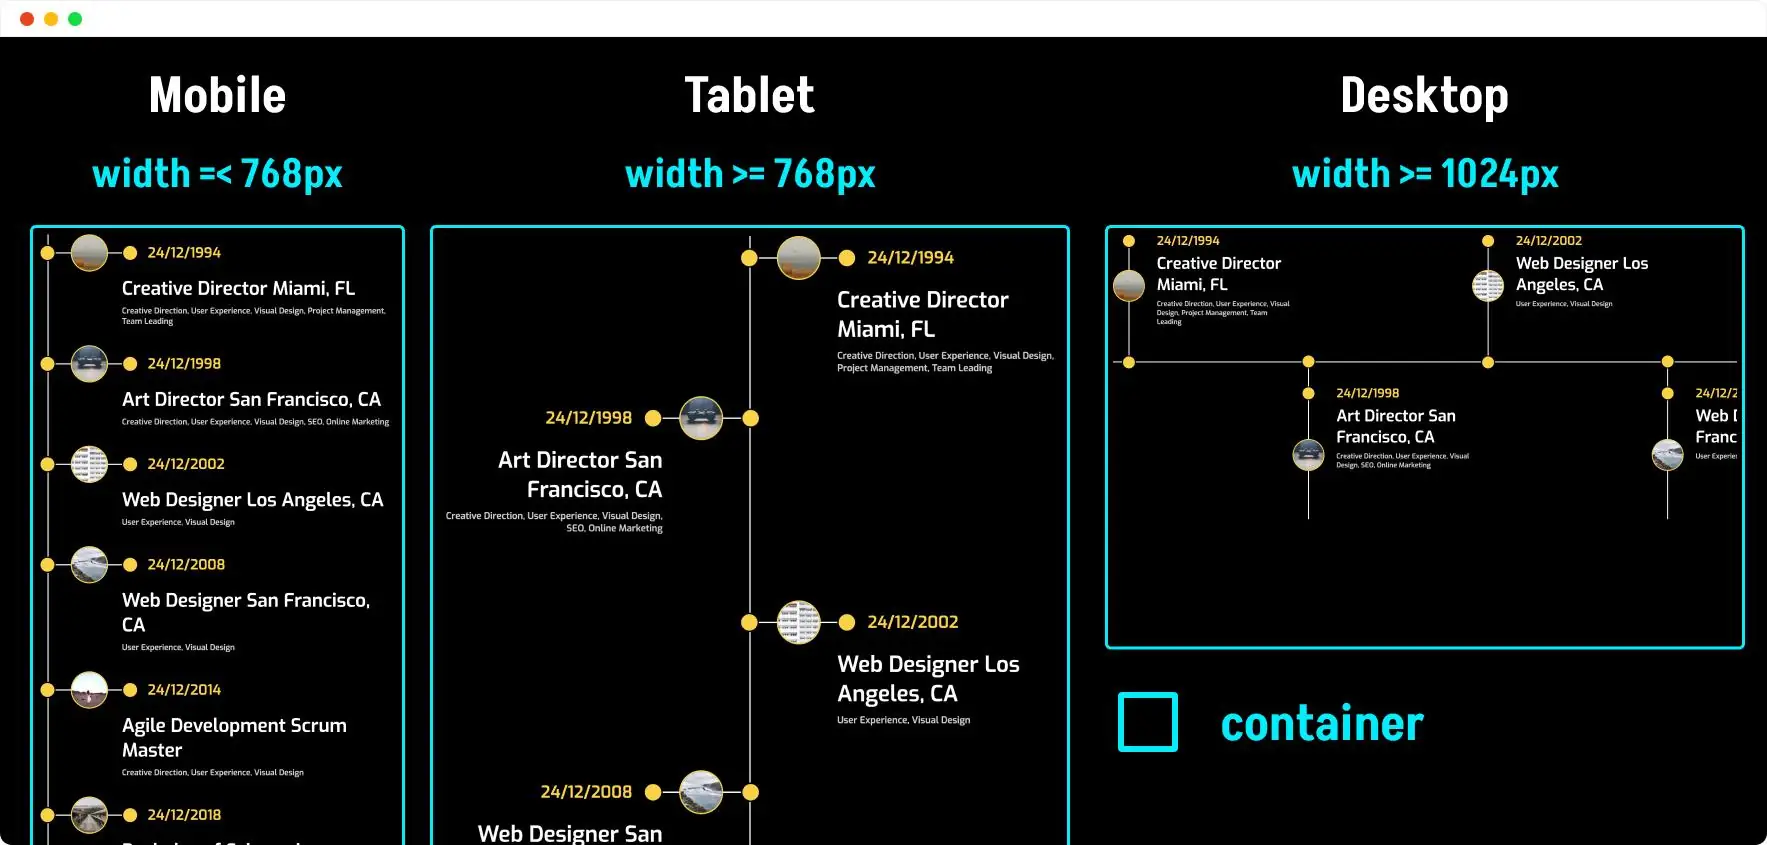 Mobile
width =< 768px
24/12/1994
Creative Director Miami, FL
Creative Direction, User Experience, Visual Design, Project Management,
Team Leading
24/12/1998
Art Director San Francisco, CA
Creative Direction, User Experience, Visual Design, SEO, Online Marketing
24/12/2002
Web Designer Los Angeles, CA
User Experience, Visual Design
24/12/2008
Web Designer San Francisco,
CA
User Experience, Visual Design
24/12/2014
Agile Development Scrum
Master
Creative Direction, User Experience, Visual Design
24/12/2018
Tablet
width >= 768px
24/12/1994
Creative Director
Miami, FL
Creative Direction, User Experience, Visual Design,
Project Management, Team Leading
24/12/1998
Art Director San
Francisco, CA
Creative Direction, User Experience, Visual Design,
SEO, Online Marketing
24/12/2002
Web Designer Los
Angeles, CA
User Experience, Visual Design
24/12/2008
Web Designer San
Desktop
width >= 1024px
24/12/1994
Creative Director
Miami, FL
Creative Direction, User Experience, Visual
Design, Project Management, Team
Leading
24/12/2002
Web Designer Los
Angeles, CA
User Experience, Visual Design
24/12/1998
Art Director San
Francisco, CA
Creative Direction, User Experience, Visual
Design, SEO, Online Marketing
24/12/2
Web
Franc
User Experie
container